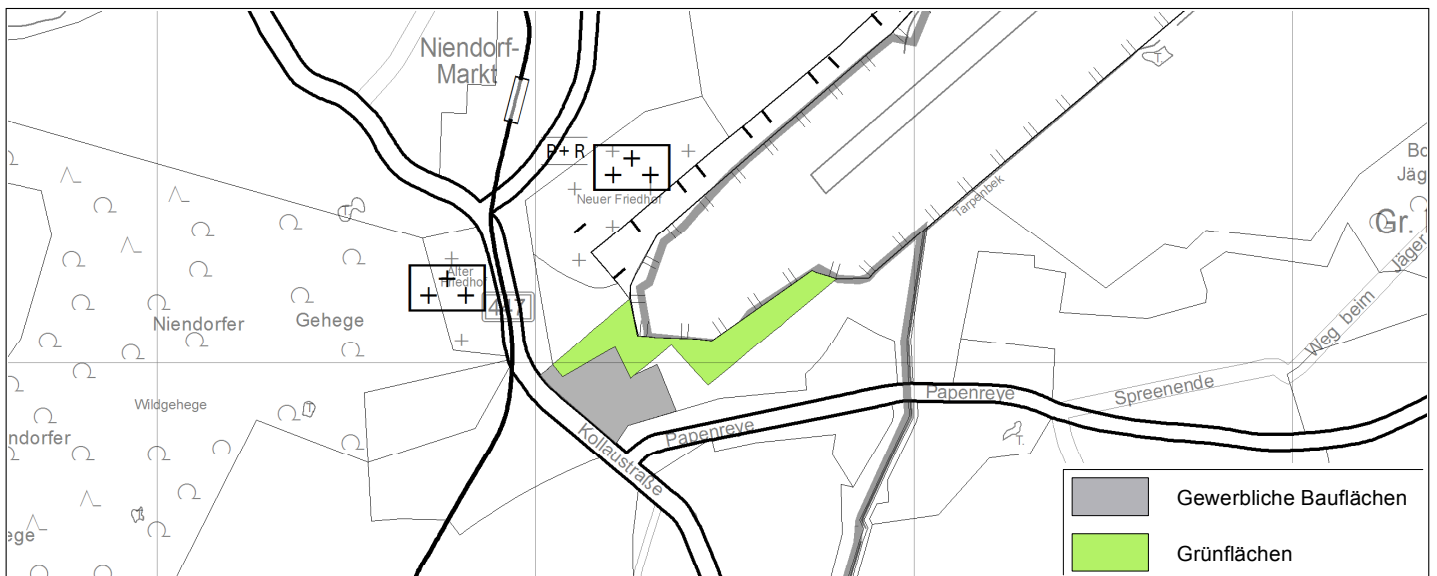 Niendorf-
Markt
P + R
Neuer Friedhof
Tarpenbek
Alter
Friedhof
447
Niendorfer
Gehege
Wildgehege
ndorfer
ege
Kollaustraße
Papenreye
Papenreye
Spreenende
Weg beim Jäger
Bo
Jäg
Gr.
T.
T.
T
T.
Gewerbliche Bauflächen
Grünflächen